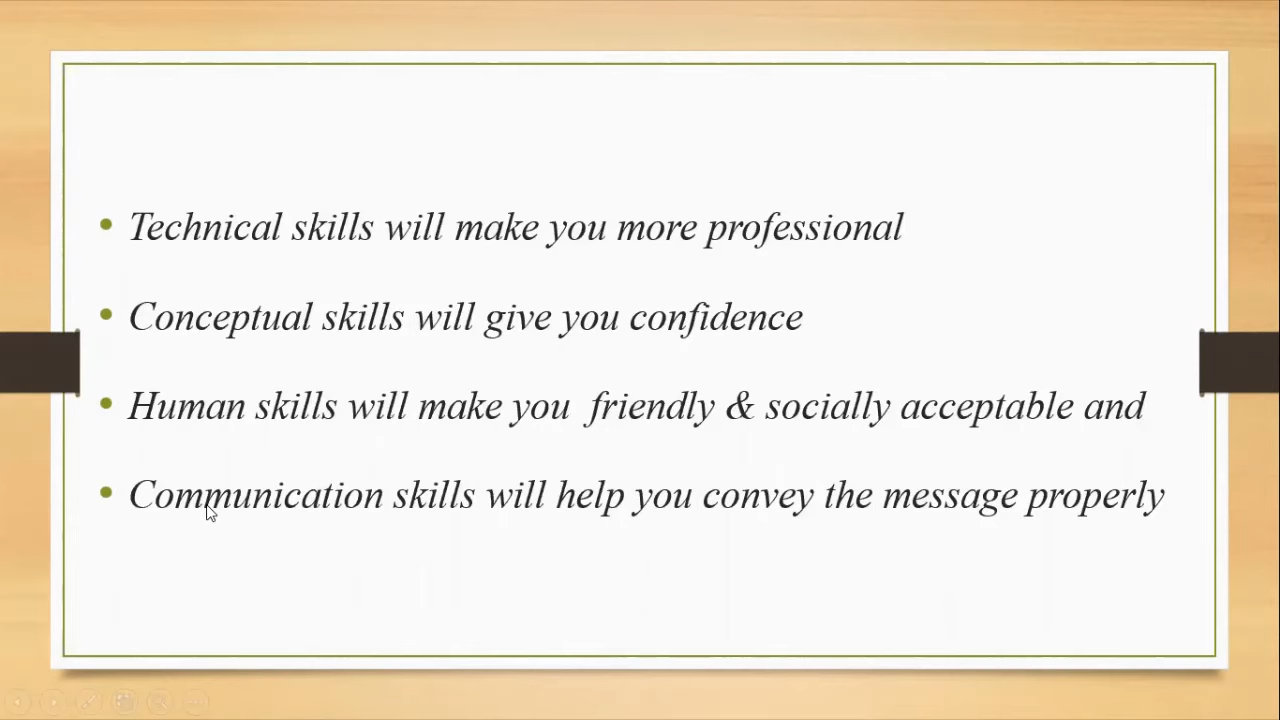 • Technical skills will make you more professional
• Conceptual skills will give you confidence
• Human skills will make you  friendly & socially acceptable and
• Communication skills will help you convey the message properly